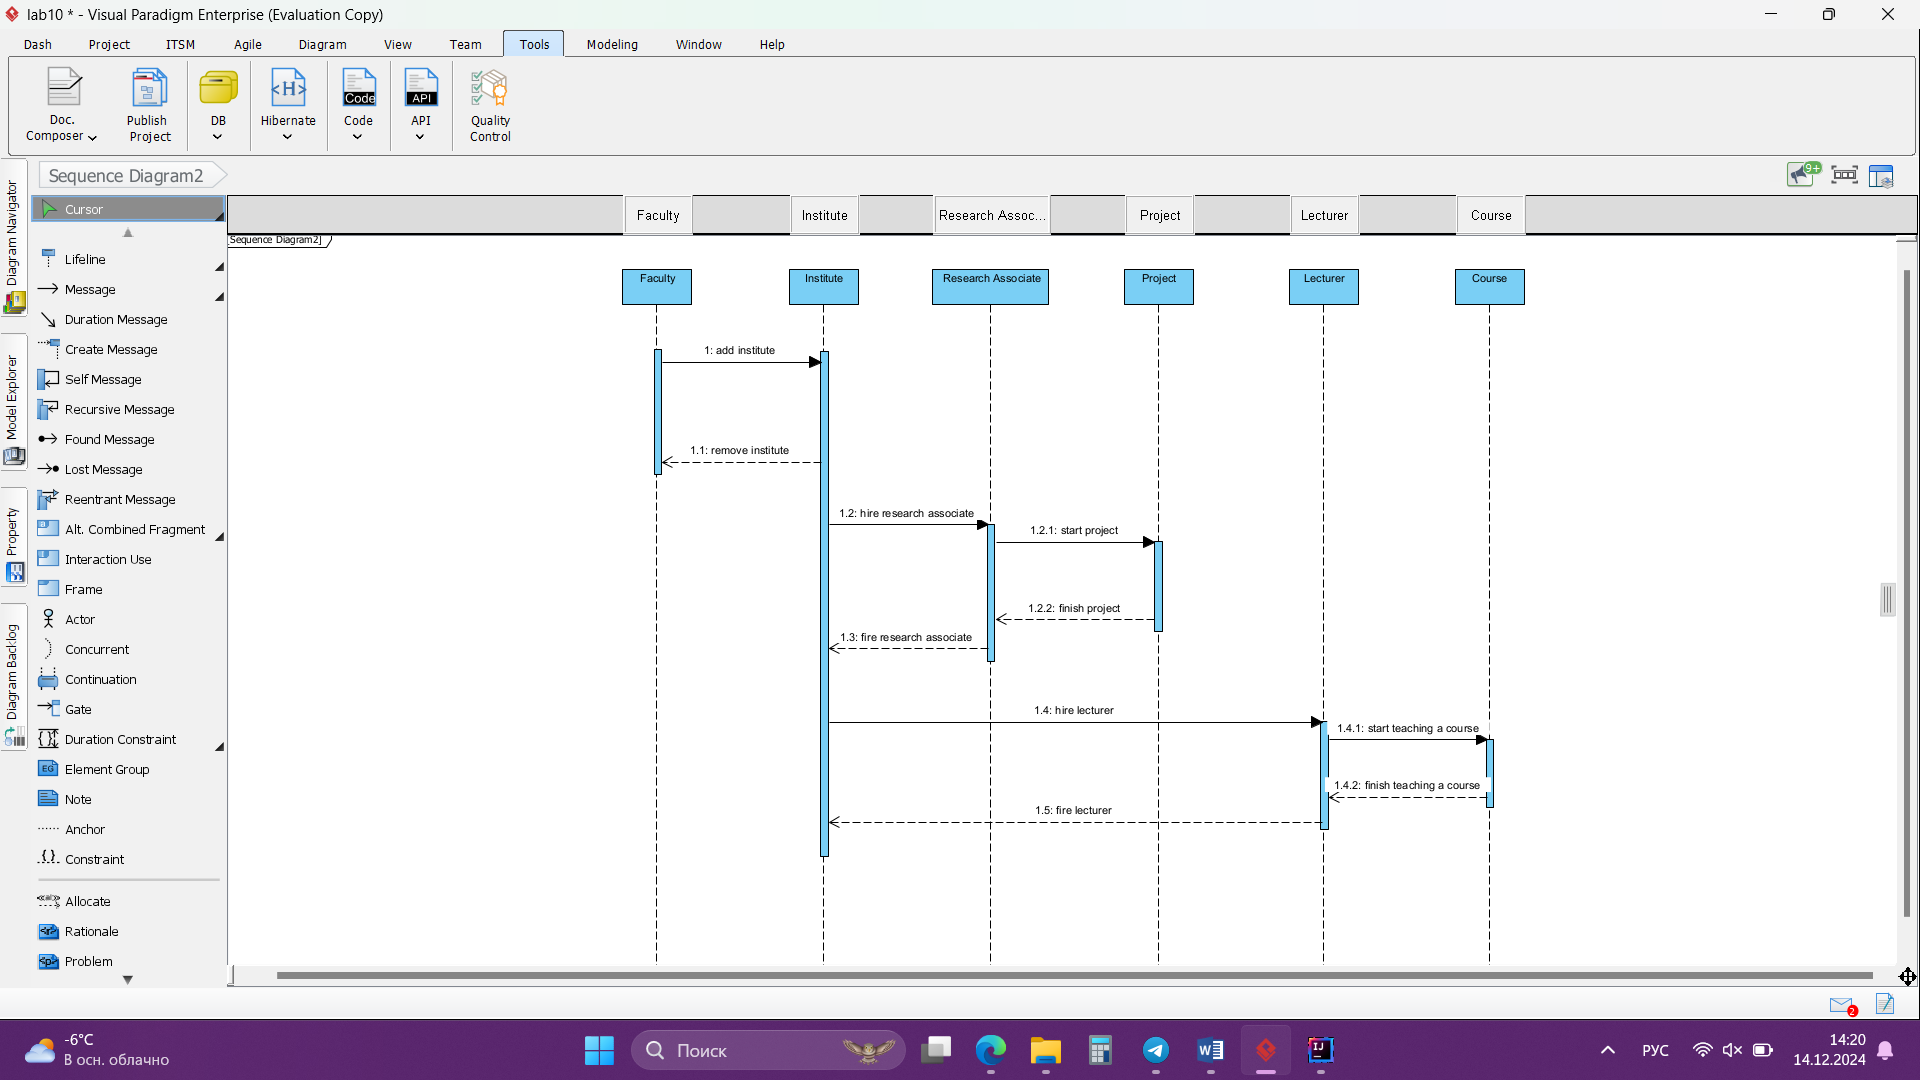 lab10 * - Visual Paradigm Enterprise (Evaluation Copy)
Dash Project ITSM Agile Diagram View Team Tools Modeling Window Help
Doc. Composer
Publish Project
DB
<H>
Hibernate
Code
Code
API
API
Quality Control
Diagram Navigator
Model Explorer
Property
Diagram Backlog
Sequence Diagram2
9+
Cursor
Lifeline
Message
Duration Message
Create Message
Self Message
Recursive Message
Found Message
Lost Message
Reentrant Message
Alt. Combined Fragment
Interaction Use
Frame
Actor
Concurrent
Continuation
Gate
Duration Constraint
EG
Element Group
Note
Anchor
Constraint
Allocate
Rationale
Problem
Faculty Institute Research Assoc... Project Lecturer Course
Sequence Diagram2]
Faculty Institute Research Associate Project Lecturer Course
1: add institute
1.1: remove institute
1.2: hire research associate
1.2.1: start project
1.2.2: finish project
1.3: fire research associate
1.4: hire lecturer
1.4.1: start teaching a course
1.4.2: finish teaching a course
1.5: fire lecturer
2
-6°C
В осн. облачно
Поиск
IJ
РУС
14:20
14.12.2024